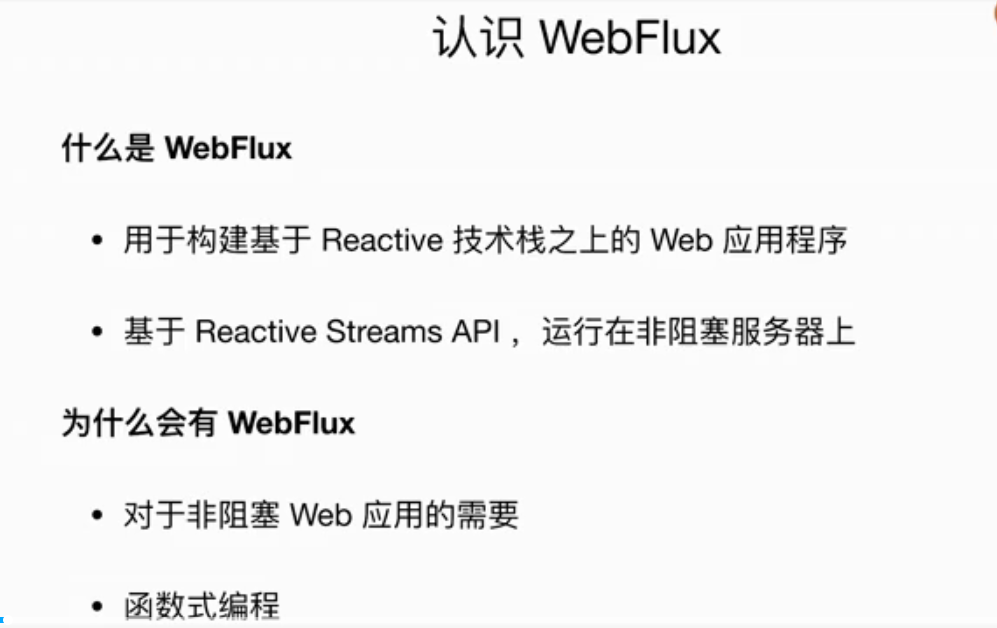 认识 WebFlux
什么是 WebFlux
• 用于构建基于 Reactive 技术栈之上的 Web 应用程序
• 基于 Reactive Streams API ，运行在非阻塞服务器上
为什么会有 WebFlux
• 对于非阻塞 Web 应用的需要
• 函数式编程